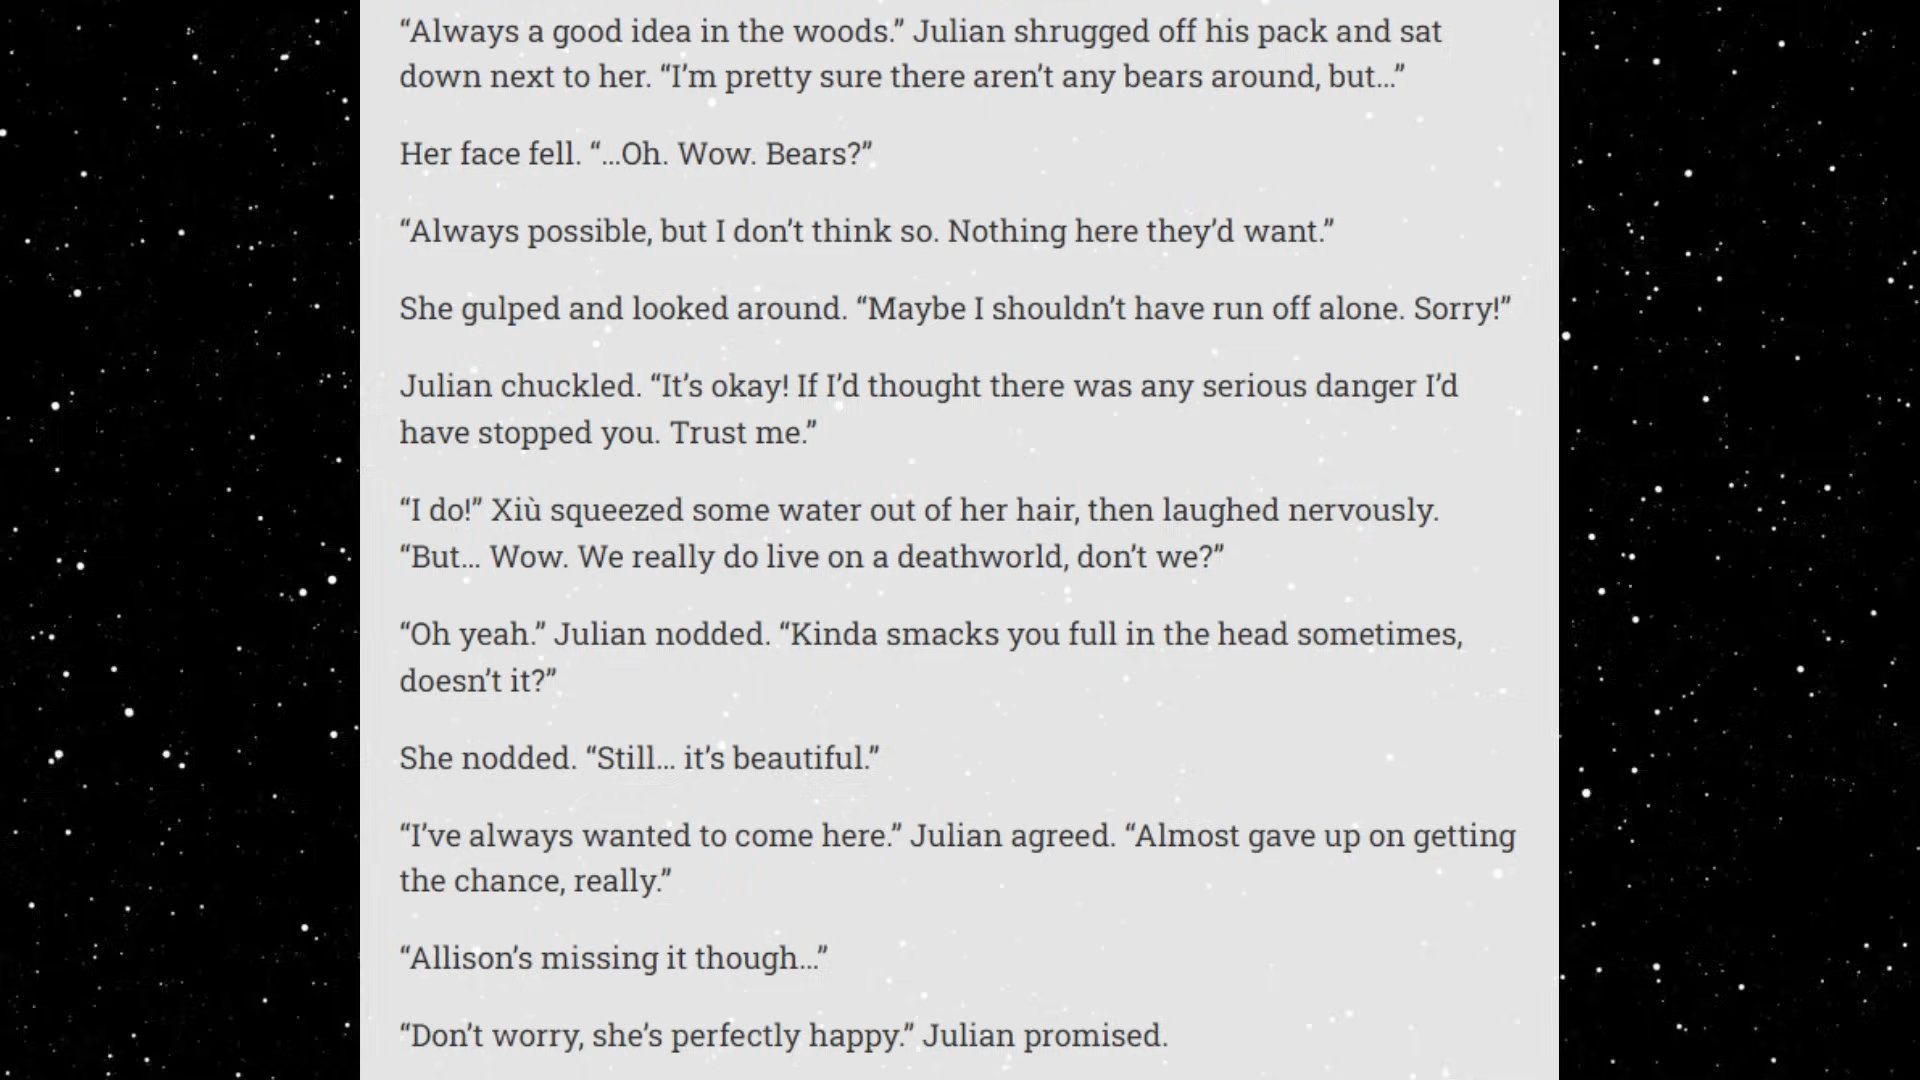 “Always a good idea in the woods.” Julian shrugged off his pack and sat
down next to her. “I’m pretty sure there aren’t any bears around, but…”
Her face fell. “…Oh. Wow. Bears?”
“Always possible, but I don’t think so. Nothing here they’d want.”
She gulped and looked around. “Maybe I shouldn’t have run off alone. Sorry!”
Julian chuckled. “It’s okay! If I’d thought there was any serious danger I’d
have stopped you. Trust me.”
“I do!” Xiù squeezed some water out of her hair, then laughed nervously.
“But… Wow. We really do live on a deathworld, don’t we?”
“Oh yeah.” Julian nodded. “Kinda smacks you full in the head sometimes,
doesn’t it?”
She nodded. “Still… it’s beautiful.”
“I’ve always wanted to come here.” Julian agreed. “Almost gave up on getting
the chance, really.”
“Allison’s missing it though…”
“Don’t worry, she’s perfectly happy.” Julian promised.